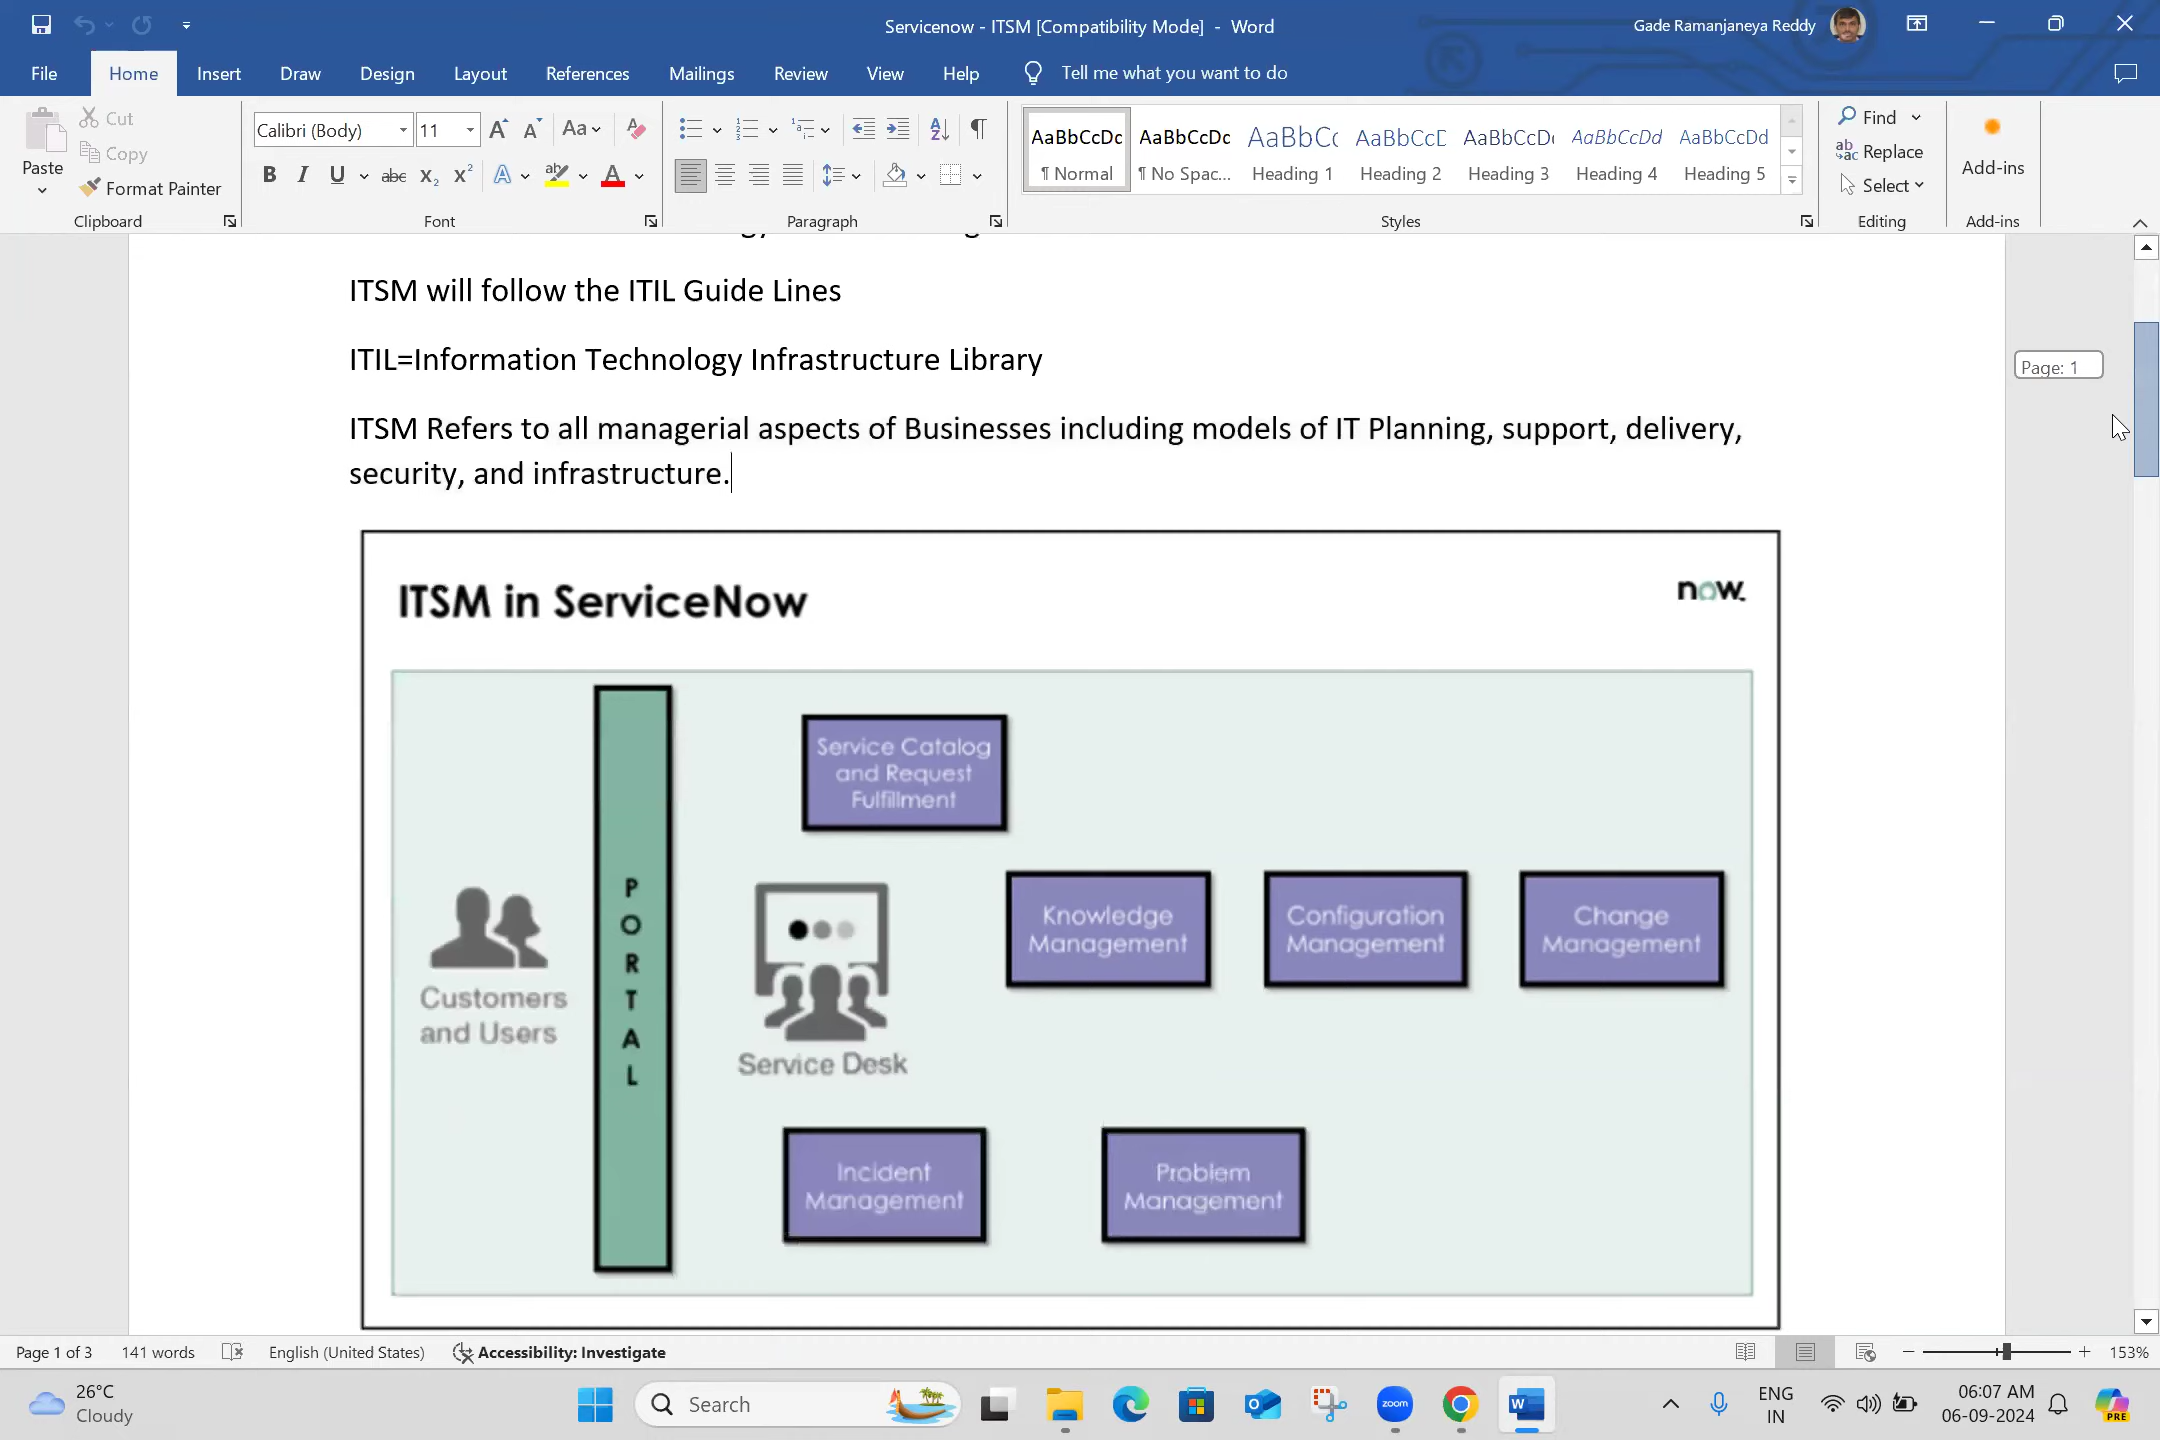 Servicenow - ITSM [Compatibility Mode] - Word
Gade Ramanjaneya Reddy
File Home Insert Draw Design Layout References Mailings Review View Help Tell me what you want to do
Paste
Cut
Copy
Format Painter
Clipboard
Calibri (Body) 11
Font
Paragraph
AaBbCcDc AaBbCcDc AaBbCc AaBbCcE AaBbCcDc AaBbCcDd AaBbCcDd
¶ Normal ¶ No Spac... Heading 1 Heading 2 Heading 3 Heading 4 Heading 5
Styles
Find
Replace
Select
Editing
Add-ins
Add-ins
ITSM will follow the ITIL Guide Lines
ITIL=Information Technology Infrastructure Library
Page: 1
ITSM Refers to all managerial aspects of Businesses including models of IT Planning, support, delivery,
security, and infrastructure.
ITSM in ServiceNow
now.
Service Catalog
and Request
Fulfillment
PORTAL
Knowledge
Management
Configuration
Management
Change
Management
Customers
and Users
Service Desk
Incident
Management
Problem
Management
Page 1 of 3 141 words English (United States) Accessibility: Investigate 153%
26°C
Cloudy
Search
zoom
ENG
IN
06:07 AM
06-09-2024
PRE